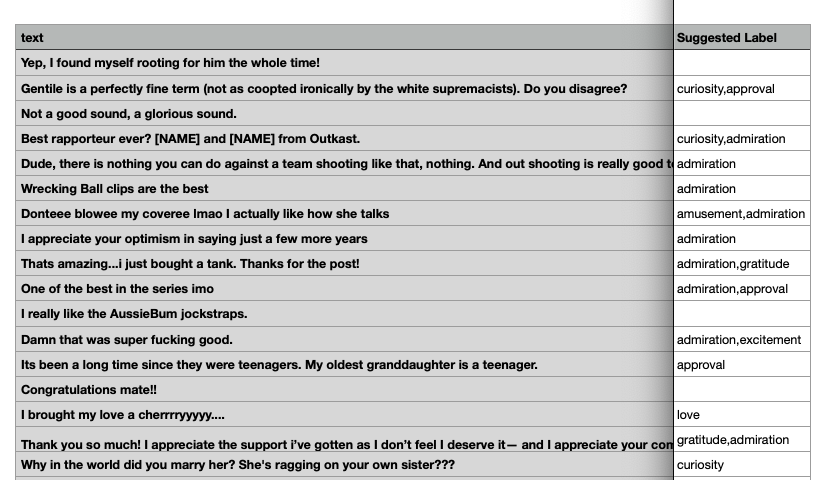 text Suggested Label
Yep, I found myself rooting for him the whole time!
Gentile is a perfectly fine term (not as coopted ironically by the white supremacists). Do you disagree? curiosity,approval
Not a good sound, a glorious sound.
Best rapporteur ever? [NAME] and [NAME] from Outkast. curiosity,admiration
Dude, there is nothing you can do against a team shooting like that, nothing. And out shooting is really good admiration
Wrecking Ball clips are the best admiration
Donteee blowee my coveree lmao I actually like how she talks amusement,admiration
I appreciate your optimism in saying just a few more years admiration
Thats amazing...i just bought a tank. Thanks for the post! admiration,gratitude
One of the best in the series imo admiration,approval
I really like the AussieBum jockstraps.
Damn that was super fucking good. admiration,excitement
Its been a long time since they were teenagers. My oldest granddaughter is a teenager. approval
Congratulations mate!!
I brought my love a cherrrryyyyy.... love
Thank you so much! I appreciate the support i’ve gotten as I don’t feel I deserve it— and I appreciate your gratitude,admiration
Why in the world did you marry her? She's ragging on your own sister??? curiosity